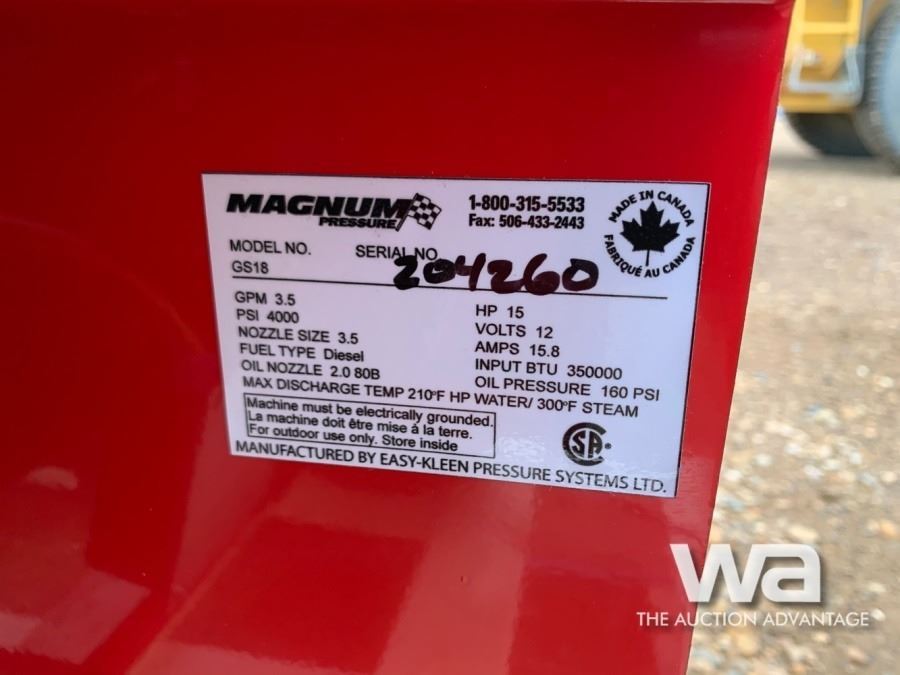 MAGNUM
PRESSURE
1-800-315-5533
Fax: 506-433-2443
MADE IN CANADA
FABRIQUÉ AU CANADA
MODEL NO. SERIAL NO.
GS18 204260
GPM 3.5
PSI 4000
NOZZLE SIZE 3.5
FUEL TYPE Diesel
OIL NOZZLE 2.0 80B
HP 15
VOLTS 12
AMPS 15.8
INPUT BTU 350000
OIL PRESSURE 160 PSI
MAX DISCHARGE TEMP 210°F HP WATER/ 300°F STEAM
Machine must be electrically grounded.
La machine doit être mise à la terre.
For outdoor use only. Store inside
CSA
MANUFACTURED BY EASY-KLEEN PRESSURE SYSTEMS LTD.
wa
THE AUCTION ADVANTAGE